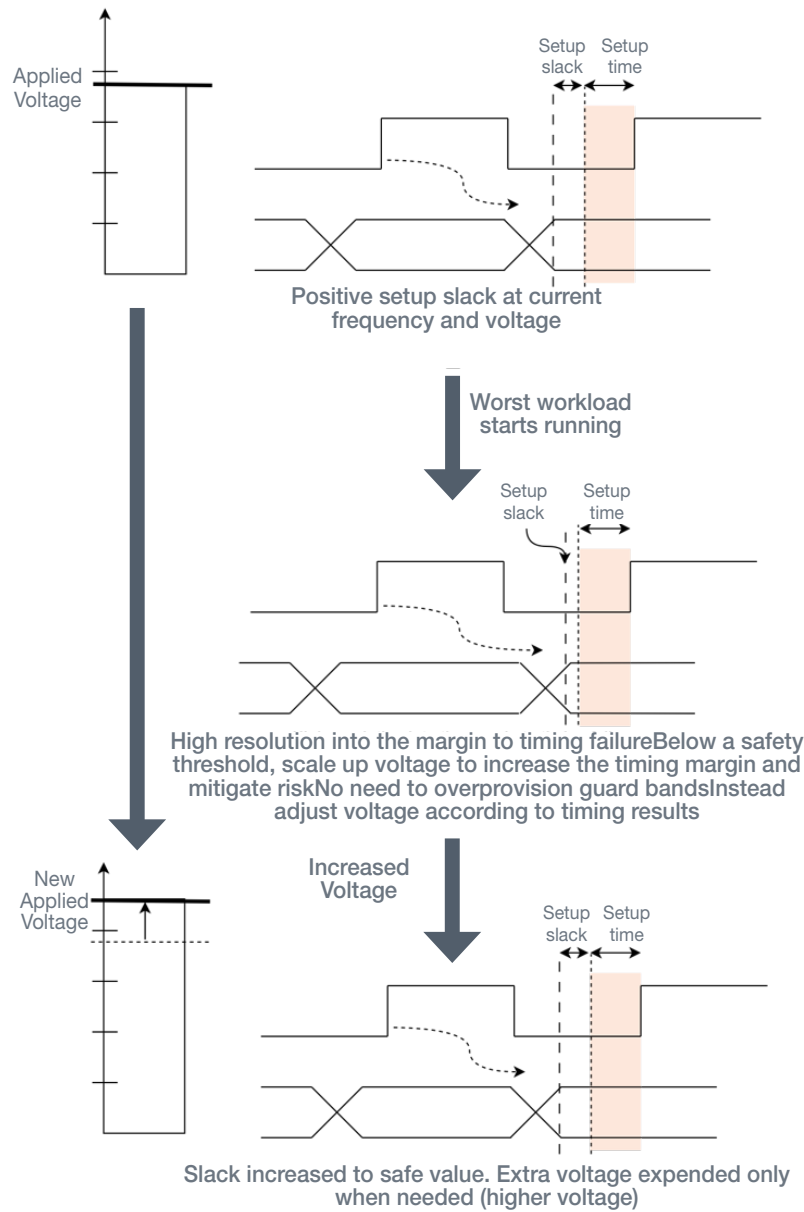 Applied
Voltage
Setup
slack
Setup
time
Positive setup slack at current
frequency and voltage
Worst workload
starts running
Setup
slack
Setup
time
High resolution into the margin to timing failureBelow a safety
threshold, scale up voltage to increase the timing margin and
mitigate riskNo need to overprovision guard bandsInstead
adjust voltage according to timing results
Increased
Voltage
New
Applied
Voltage
Setup
slack
Setup
time
Slack increased to safe value. Extra voltage expended only
when needed (higher voltage)